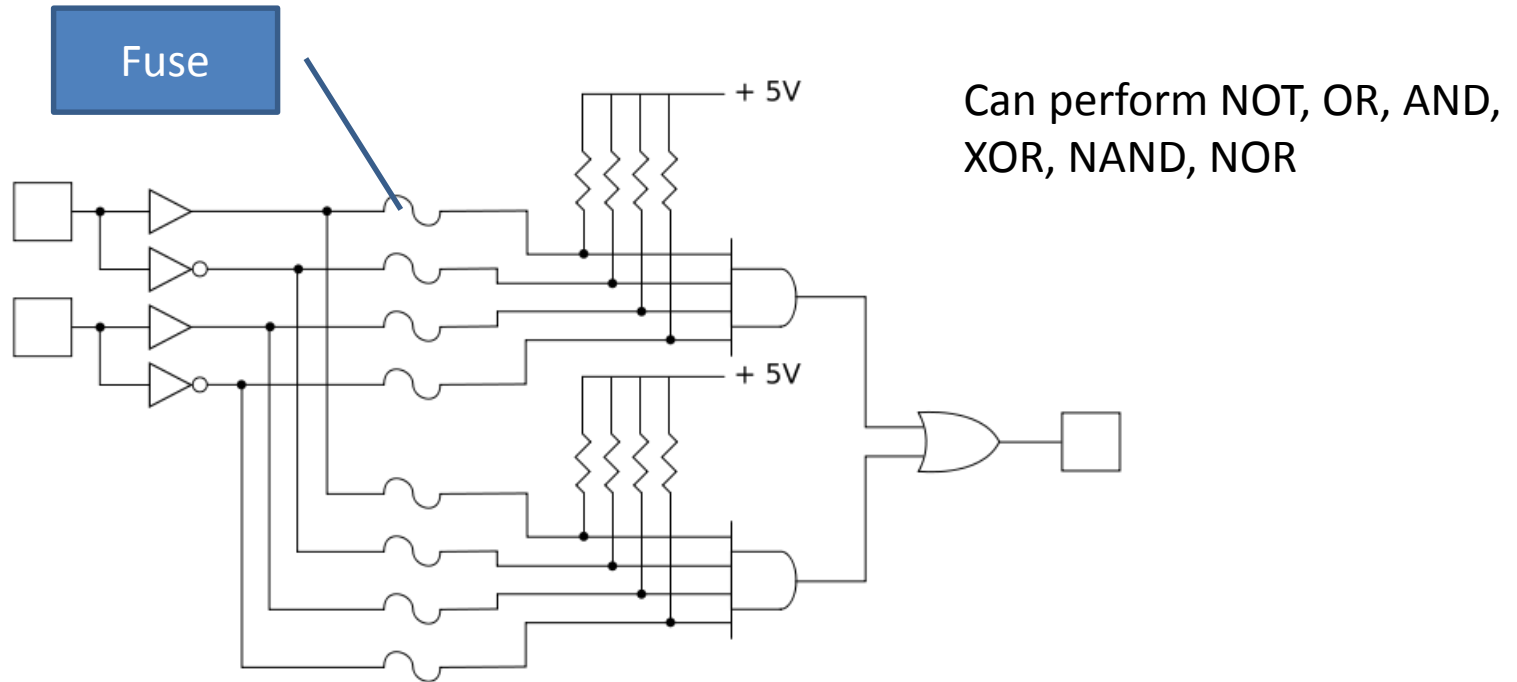 Fuse
+ 5V
Can perform NOT, OR, AND,
XOR, NAND, NOR
+ 5V